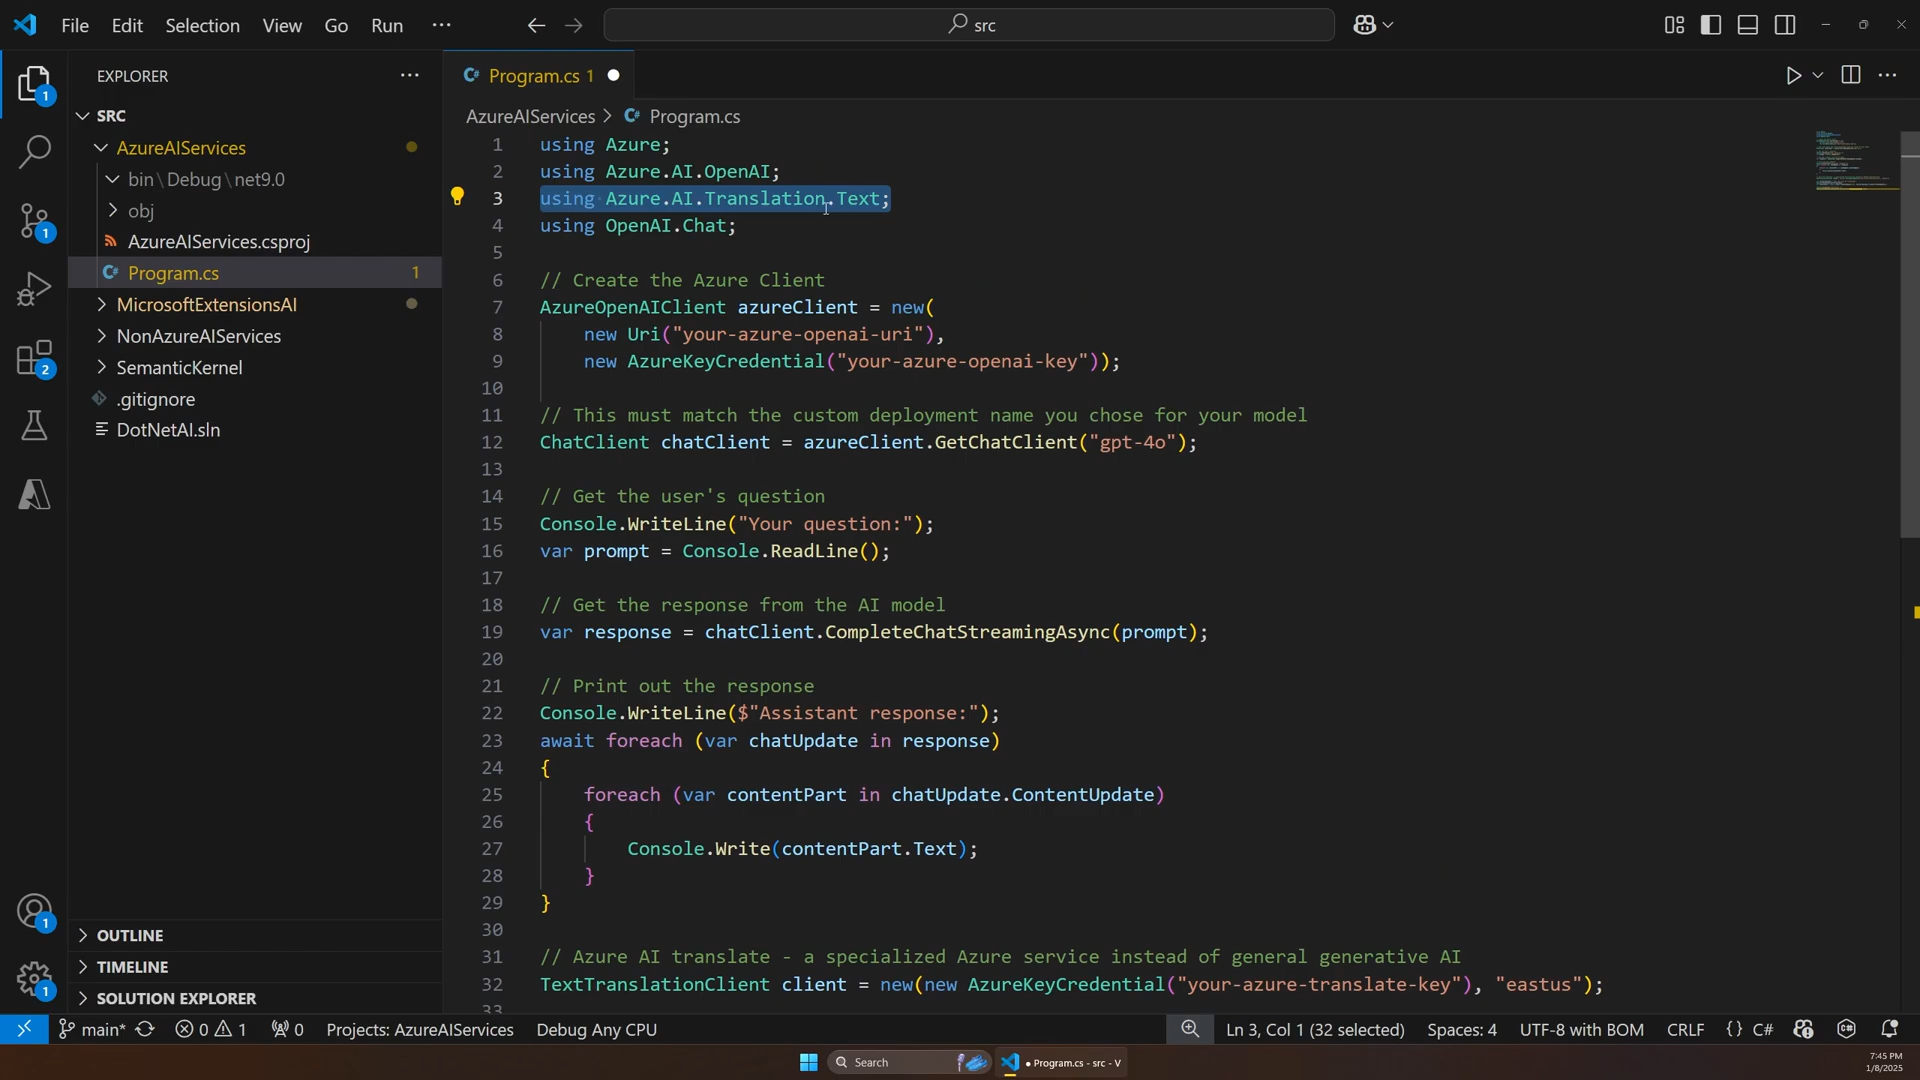 File Edit Selection View Go Run ··· src
EXPLORER ···
SRC
AzureAIServices
bin\Debug\net9.0
obj
AzureAIServices.csproj
Program.cs 1
MicrosoftExtensionsAI
NonAzureAIServices
SemanticKernel
.gitignore
DotNetAI.sln
OUTLINE
TIMELINE
SOLUTION EXPLORER
1
1
2
1
1
Program.cs 1
AzureAIServices > Program.cs
1 using Azure;
2 using Azure.AI.OpenAI;
3 using Azure.AI.Translation.Text;
4 using OpenAI.Chat;
5
6 // Create the Azure Client
7 AzureOpenAIClient azureClient = new(
8 new Uri("your-azure-openai-uri"),
9 new AzureKeyCredential("your-azure-openai-key"));
10
11 // This must match the custom deployment name you chose for your model
12 ChatClient chatClient = azureClient.GetChatClient("gpt-4o");
13
14 // Get the user's question
15 Console.WriteLine("Your question:");
16 var prompt = Console.ReadLine();
17
18 // Get the response from the AI model
19 var response = chatClient.CompleteChatStreamingAsync(prompt);
20
21 // Print out the response
22 Console.WriteLine($"Assistant response:");
23 await foreach (var chatUpdate in response)
24 {
25 foreach (var contentPart in chatUpdate.ContentUpdate)
26 {
27 Console.Write(contentPart.Text);
28 }
29 }
30
31 // Azure AI translate - a specialized Azure service instead of general generative AI
32 TextTranslationClient client = new(new AzureKeyCredential("your-azure-translate-key"), "eastus");
33
main* 0 1 0 Projects: AzureAIServices Debug Any CPU Ln 3, Col 1 (32 selected) Spaces: 4 UTF-8 with BOM CRLF {} C#
Search ● Program.cs - src - V
7:45 PM
1/8/2025